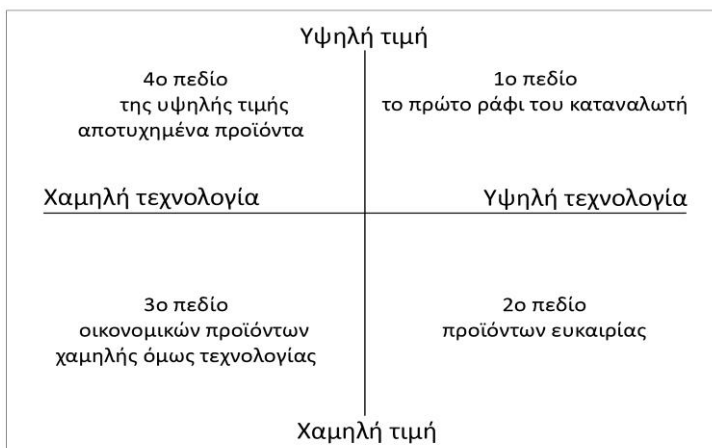 Υψηλή τιμή
4ο πεδίο
της υψηλής τιμής
αποτυχημένα προϊόντα
1ο πεδίο
το πρώτο ράφι του καταναλωτή
Χαμηλή τεχνολογία
Υψηλή τεχνολογία
3ο πεδίο
οικονομικών προϊόντων
χαμηλής όμως τεχνολογίας
2ο πεδίο
προϊόντων ευκαιρίας
Χαμηλή τιμή